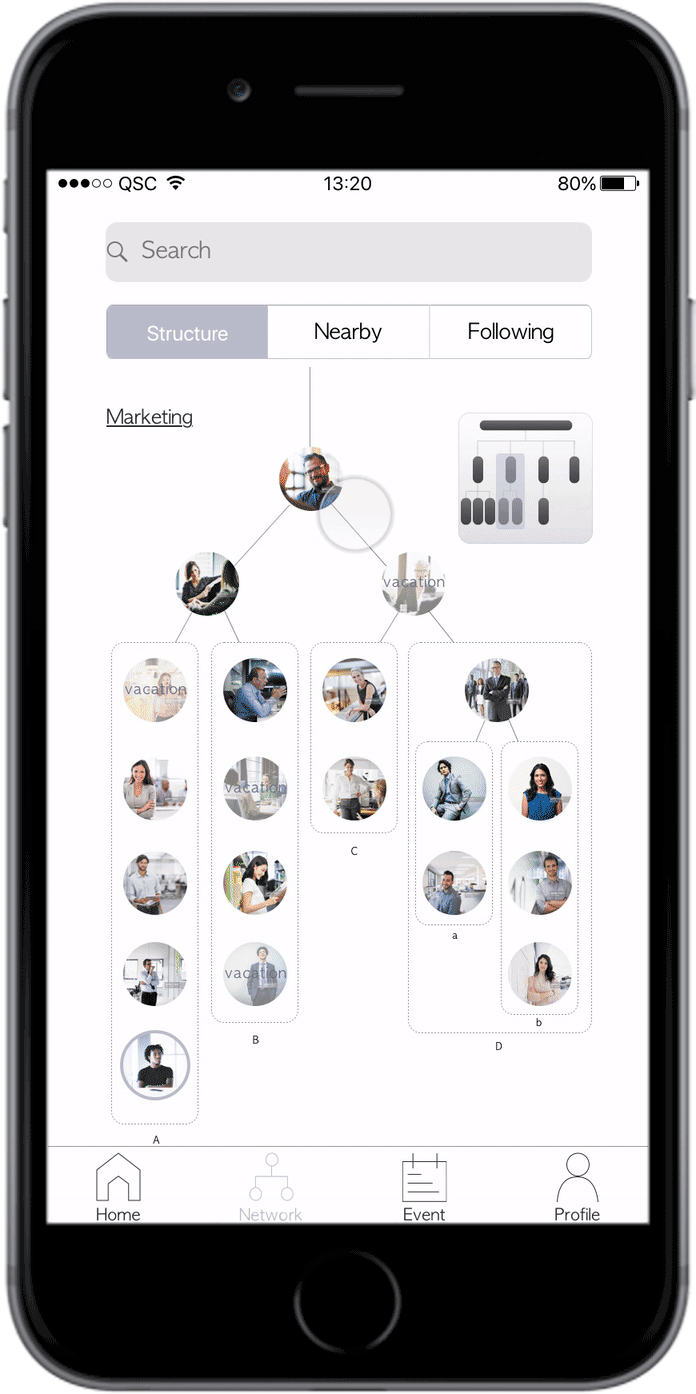 QSC 13:20 80%
Search
Structure Nearby Following
Marketing
vacation
vacation
vacation
C
a
vacation
b
B
D
A
Home Network Event Profile